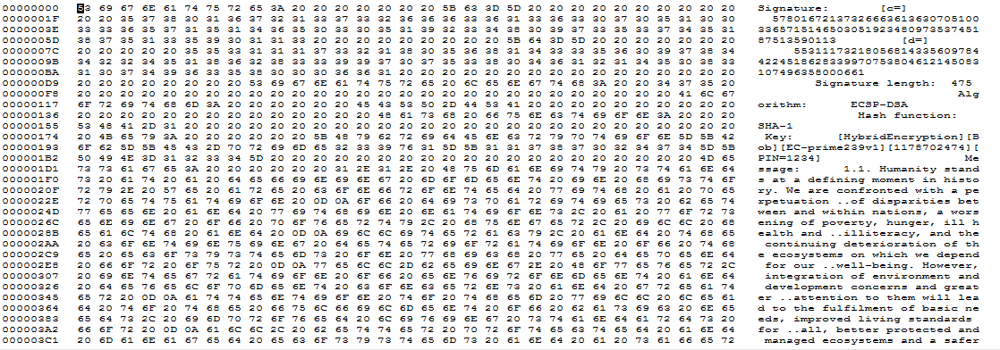 00000000 53 69 67 6E 61 74 75 72 65 3A 20 20 20 20 20 20 20 20 5B 63 3D 5D 20 20 20 20 20 20 20 20 20 Signature: [c=]
0000001F 20 20 35 37 38 30 31 36 37 32 31 33 37 33 32 36 36 36 33 36 31 33 36 33 30 37 30 35 31 30 30 57801672137326663613630705100
0000003E 33 33 36 35 37 31 35 31 34 36 35 30 33 30 35 31 39 32 33 34 38 30 39 37 33 35 33 37 34 35 31 3365715146503051923480973537451
0000005D 38 37 35 31 33 35 39 30 31 31 33 20 20 20 20 20 20 20 20 20 20 5B 64 3D 5D 20 20 20 20 20 20 87513590113 [d=]
0000007C 20 20 20 20 20 35 35 33 31 31 31 37 33 32 31 38 30 35 36 38 31 34 33 33 35 36 30 39 37 38 34 55311173218056814335609784
0000009B 34 32 32 34 35 31 38 36 32 38 33 33 39 39 37 30 37 35 33 38 30 34 36 31 32 31 34 35 30 38 33 4224518628339970753804612145083
000000BA 31 30 37 34 39 36 33 35 38 30 30 30 36 36 31 20 20 20 20 20 20 20 20 20 20 20 20 20 20 20 20 107496358000661
000000D9 20 20 20 20 20 20 20 53 69 67 6E 61 74 75 72 65 20 6C 65 6E 67 74 68 3A 20 20 34 37 35 20 20 Signature length: 475
000000F8 20 20 20 20 20 20 20 20 20 20 20 20 20 20 20 20 20 20 20 20 20 20 20 20 20 20 20 20 41 6C 67 Alg
00000117 6F 72 69 74 68 6D 3A 20 20 20 20 20 20 45 43 53 50 2D 44 53 41 20 20 20 20 20 20 20 20 20 20 orithm: ECSP-DSA
00000136 20 20 20 20 20 20 20 20 20 20 20 20 20 20 48 61 73 68 20 66 75 6E 63 74 69 6F 6E 3A 20 20 20 Hash function:
00000155 53 48 41 2D 31 20 20 20 20 20 20 20 20 20 20 20 20 20 20 20 20 20 20 20 20 20 20 20 20 20 20 SHA-1
00000174 20 4B 65 79 3A 20 20 20 20 20 20 20 5B 48 79 62 72 69 64 45 6E 63 72 79 70 74 69 6F 6E 5D 5B 42 Key: [HybridEncryption][B
00000193 6F 62 5D 5B 45 43 2D 70 72 69 6D 65 32 33 39 76 31 5D 5B 31 31 37 38 37 30 32 34 37 34 5D 5B ob][EC-prime239v1][1178702474][
000001B2 50 49 4E 3D 31 32 33 34 5D 20 20 20 20 20 20 20 20 20 20 20 20 20 20 20 20 20 20 20 20 4D 65 PIN=1234] Me
000001D1 73 73 61 67 65 3A 20 20 20 20 20 20 31 2E 31 2E 20 48 75 6D 61 6E 69 74 79 20 73 74 61 6E 64 ssage: 1.1. Humanity stand
000001F0 73 20 61 74 20 61 20 64 65 66 69 6E 69 6E 67 20 6D 6F 6D 65 6E 74 20 69 6E 20 68 69 73 74 6F s at a defining moment in histo
0000020F 72 79 2E 20 57 65 20 61 72 65 20 63 6F 6E 66 72 6F 6E 74 65 64 20 77 69 74 68 20 61 20 70 65 ry. We are confronted with a pe
0000022E 72 70 65 74 75 61 74 69 6F 6E 20 0D 0A 6F 66 20 64 69 73 70 61 72 69 74 69 65 73 20 62 65 74 rpetuation ..of disparities bet
0000024D 77 65 65 6E 20 61 6E 64 20 77 69 74 68 69 6E 20 6E 61 74 69 6F 6E 73 2C 20 61 20 77 6F 72 73 ween and within nations, a wors
0000026C 65 6E 69 6E 67 20 6F 66 20 70 6F 76 65 72 74 79 2C 20 68 75 6E 67 65 72 2C 20 69 6C 6C 20 68 ening of poverty, hunger, ill h
0000028B 65 61 6C 74 68 20 61 6E 64 20 0D 0A 69 6C 6C 69 74 65 72 61 63 79 2C 20 61 6E 64 20 74 68 65 ealth and ..illiteracy, and the
000002AA 20 63 6F 6E 74 69 6E 75 69 6E 67 20 64 65 74 65 72 69 6F 72 61 74 69 6F 6E 20 6F 66 20 74 68 continuing deterioration of th
000002C9 65 20 65 63 6F 73 79 73 74 65 6D 73 20 6F 6E 20 77 68 69 63 68 20 77 65 20 64 65 70 65 6E 64 e ecosystems on which we depend
000002E8 20 66 6F 72 20 6F 75 72 20 0D 0A 77 65 6C 6C 2D 62 65 69 6E 67 2E 20 48 6F 77 65 76 65 72 2C for our ..well-being. However,
00000307 20 69 6E 74 65 67 72 61 74 69 6F 6E 20 6F 66 20 65 6E 76 69 72 6F 6E 6D 65 6E 74 20 61 6E 64 integration of environment and
00000326 20 64 65 76 65 6C 6F 70 6D 65 6E 74 20 63 6F 6E 63 65 72 6E 73 20 61 6E 64 20 67 72 65 61 74 development concerns and great
00000345 65 72 20 0D 0A 61 74 74 65 6E 74 69 6F 6E 20 74 6F 20 74 68 65 6D 20 77 69 6C 6C 20 6C 65 61 er ..attention to them will lea
00000364 64 20 74 6F 20 74 68 65 20 66 75 6C 66 69 6C 6D 65 6E 74 20 6F 66 20 62 61 73 69 63 20 6E 65 d to the fulfilment of basic ne
00000383 65 64 73 2C 20 69 6D 70 72 6F 76 65 64 20 6C 69 76 69 6E 67 20 73 74 61 6E 64 61 72 64 73 20 eds, improved living standards
000003A2 66 6F 72 20 0D 0A 61 6C 6C 2C 20 62 65 74 74 65 72 20 70 72 6F 74 65 63 74 65 64 20 61 6E 64 for ..all, better protected and
000003C1 20 6D 61 6E 61 67 65 64 20 65 63 6F 73 79 73 74 65 6D 73 20 61 6E 64 20 61 20 73 61 66 65 72 managed ecosystems and a safer